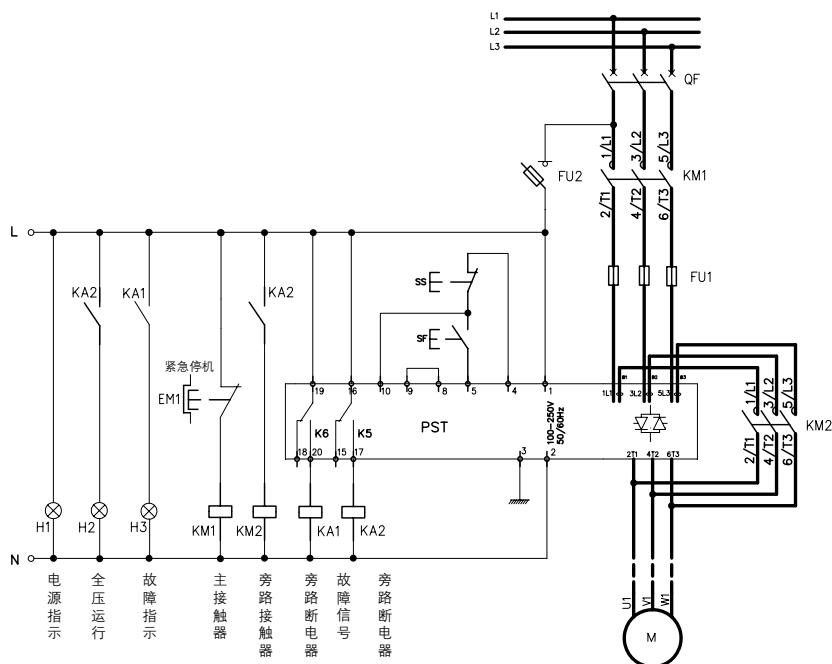 L1
L2
L3
QF
1/L1
3/L2
5/L3
FU2
KM1
2/T1
4/T2
6/T3
L
FU1
SS
KA2
KA1
KA2
SF
紧急停机
EM1
19
16
10
9
8
5
4
1
1L1
B1
3L2
B2
5L3
B3
1/L1
3/L2
5/L3
KM2
2/T1
4/T2
6/T3
K6
K5
PST
100-250V
50/60Hz
18
20
15
17
3
2
2T1
4T2
6T3
H1
H2
H3
KM1
KM2
KA1
KA2
N
电源指示
全压运行
故障指示
主接触器
旁路接触器
旁路断电器
故障信号
旁路断电器
U1
V1
W1
M